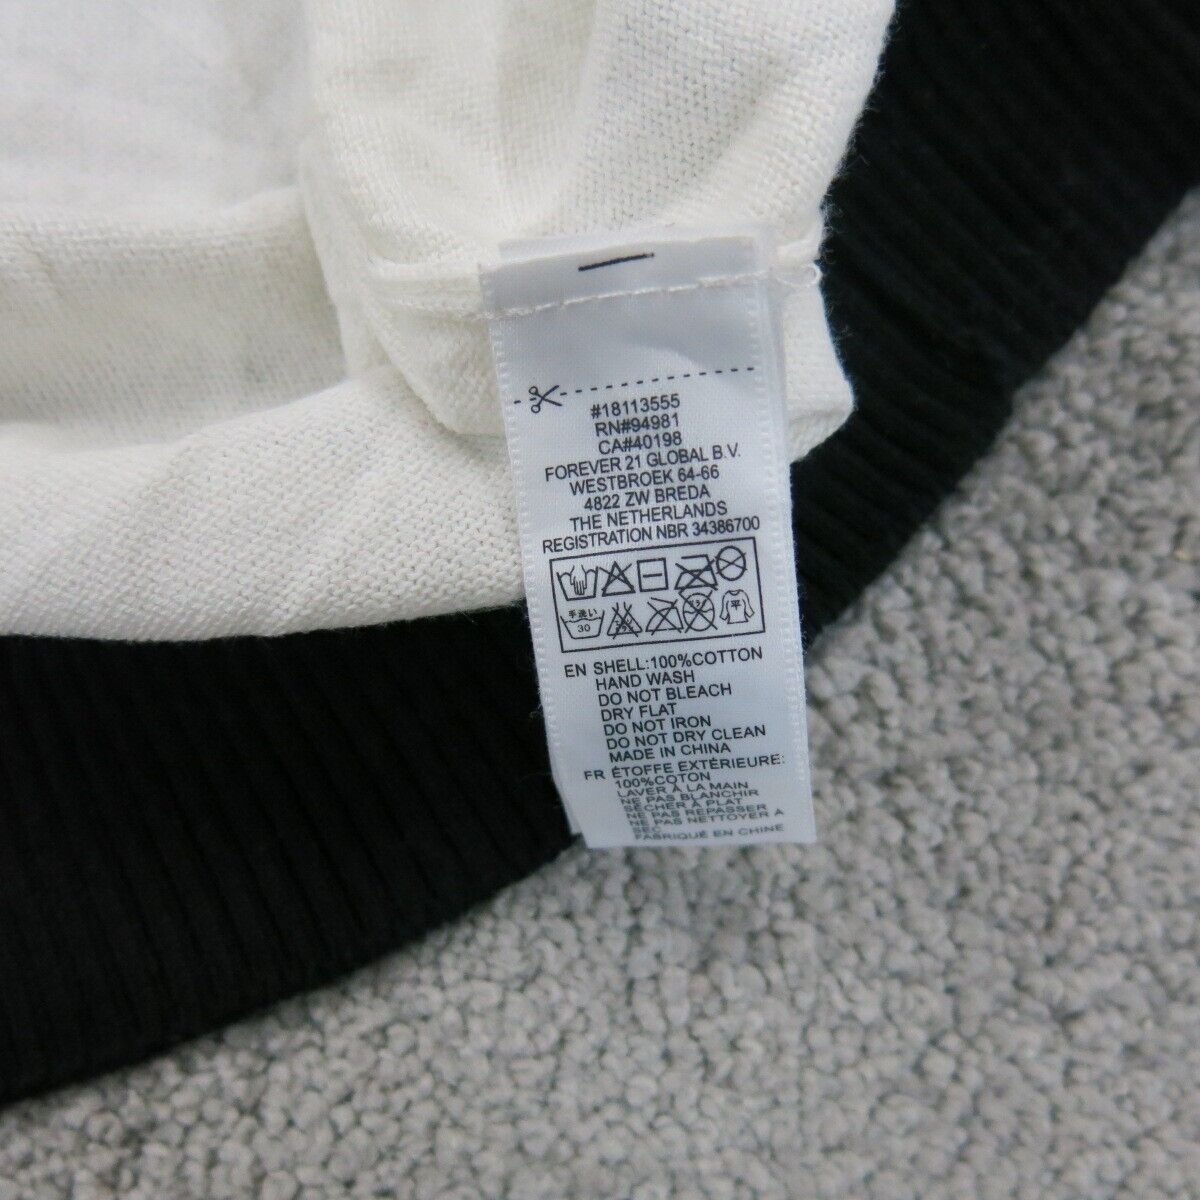 #18113555
RN#94981
CA#40198
FOREVER 21 GLOBAL B.V.
WESTBROEK 64-66
4822 ZW BREDA
THE NETHERLANDS
REGISTRATION NBR 34386700
手洗い
平
30
EN SHELL:100%COTTON
HAND WASH
DO NOT BLEACH
DRY FLAT
DO NOT IRON
DO NOT DRY CLEAN
MADE IN CHINA
FR ÉTOFFE EXTÉRIEURE:
100%COTON
LAVER À LA MAIN
NE PAS BLANCHIR
SÉCHER À PLAT
NE PAS REPASSER
NE PAS NETTOYER A
SEC
FABRIQUÉ EN CHINE